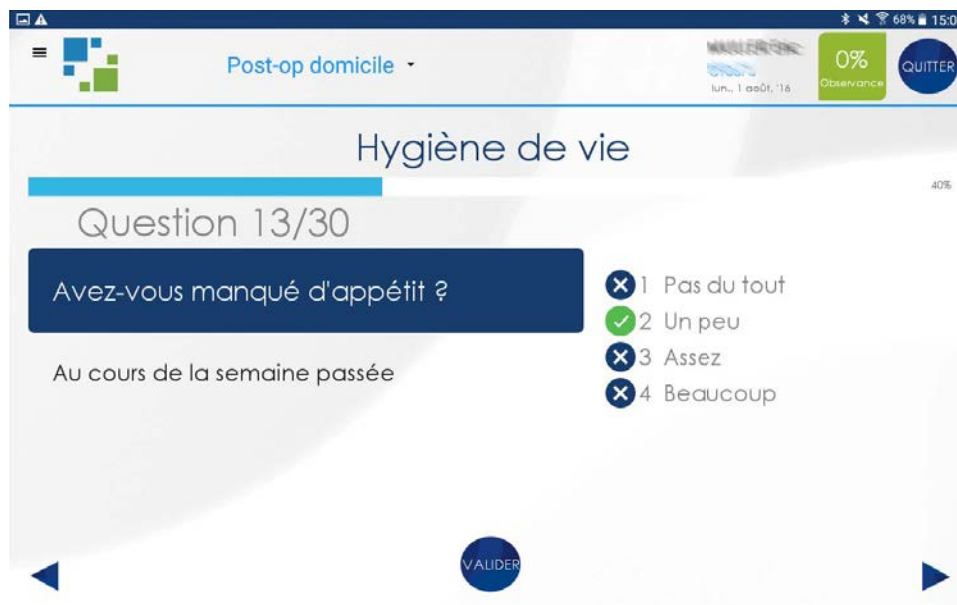 68% 15:0
Post-op domicile
lun., 1 août, '16
0%
Observance
QUITTER
Hygiène de vie
40%
Question 13/30
Avez-vous manqué d'appétit ?
Au cours de la semaine passée
1 Pas du tout
2 Un peu
3 Assez
4 Beaucoup
VALIDER